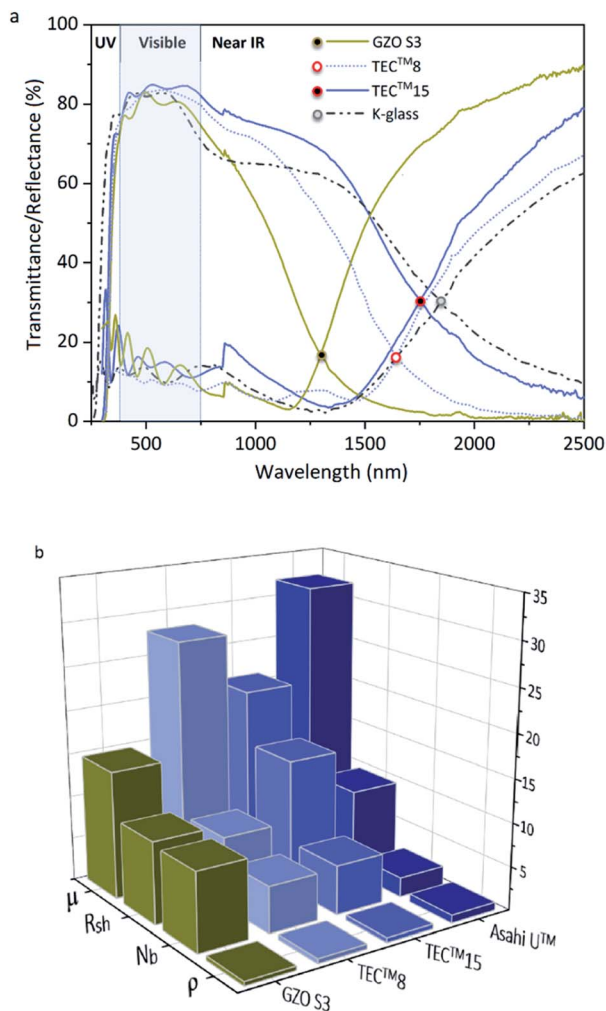 a
100
80
60
40
20
0
Transmittance/Reflectance (%)
UV Visible Near IR
GZO S3
TEC™8
TEC™15
K-glass
500 1000 1500 2000 2500
Wavelength (nm)
b
35
30
25
20
15
10
5
μ
Rsh
Nb
ρ
GZO S3
TEC™8
TEC™15
Asahi U™